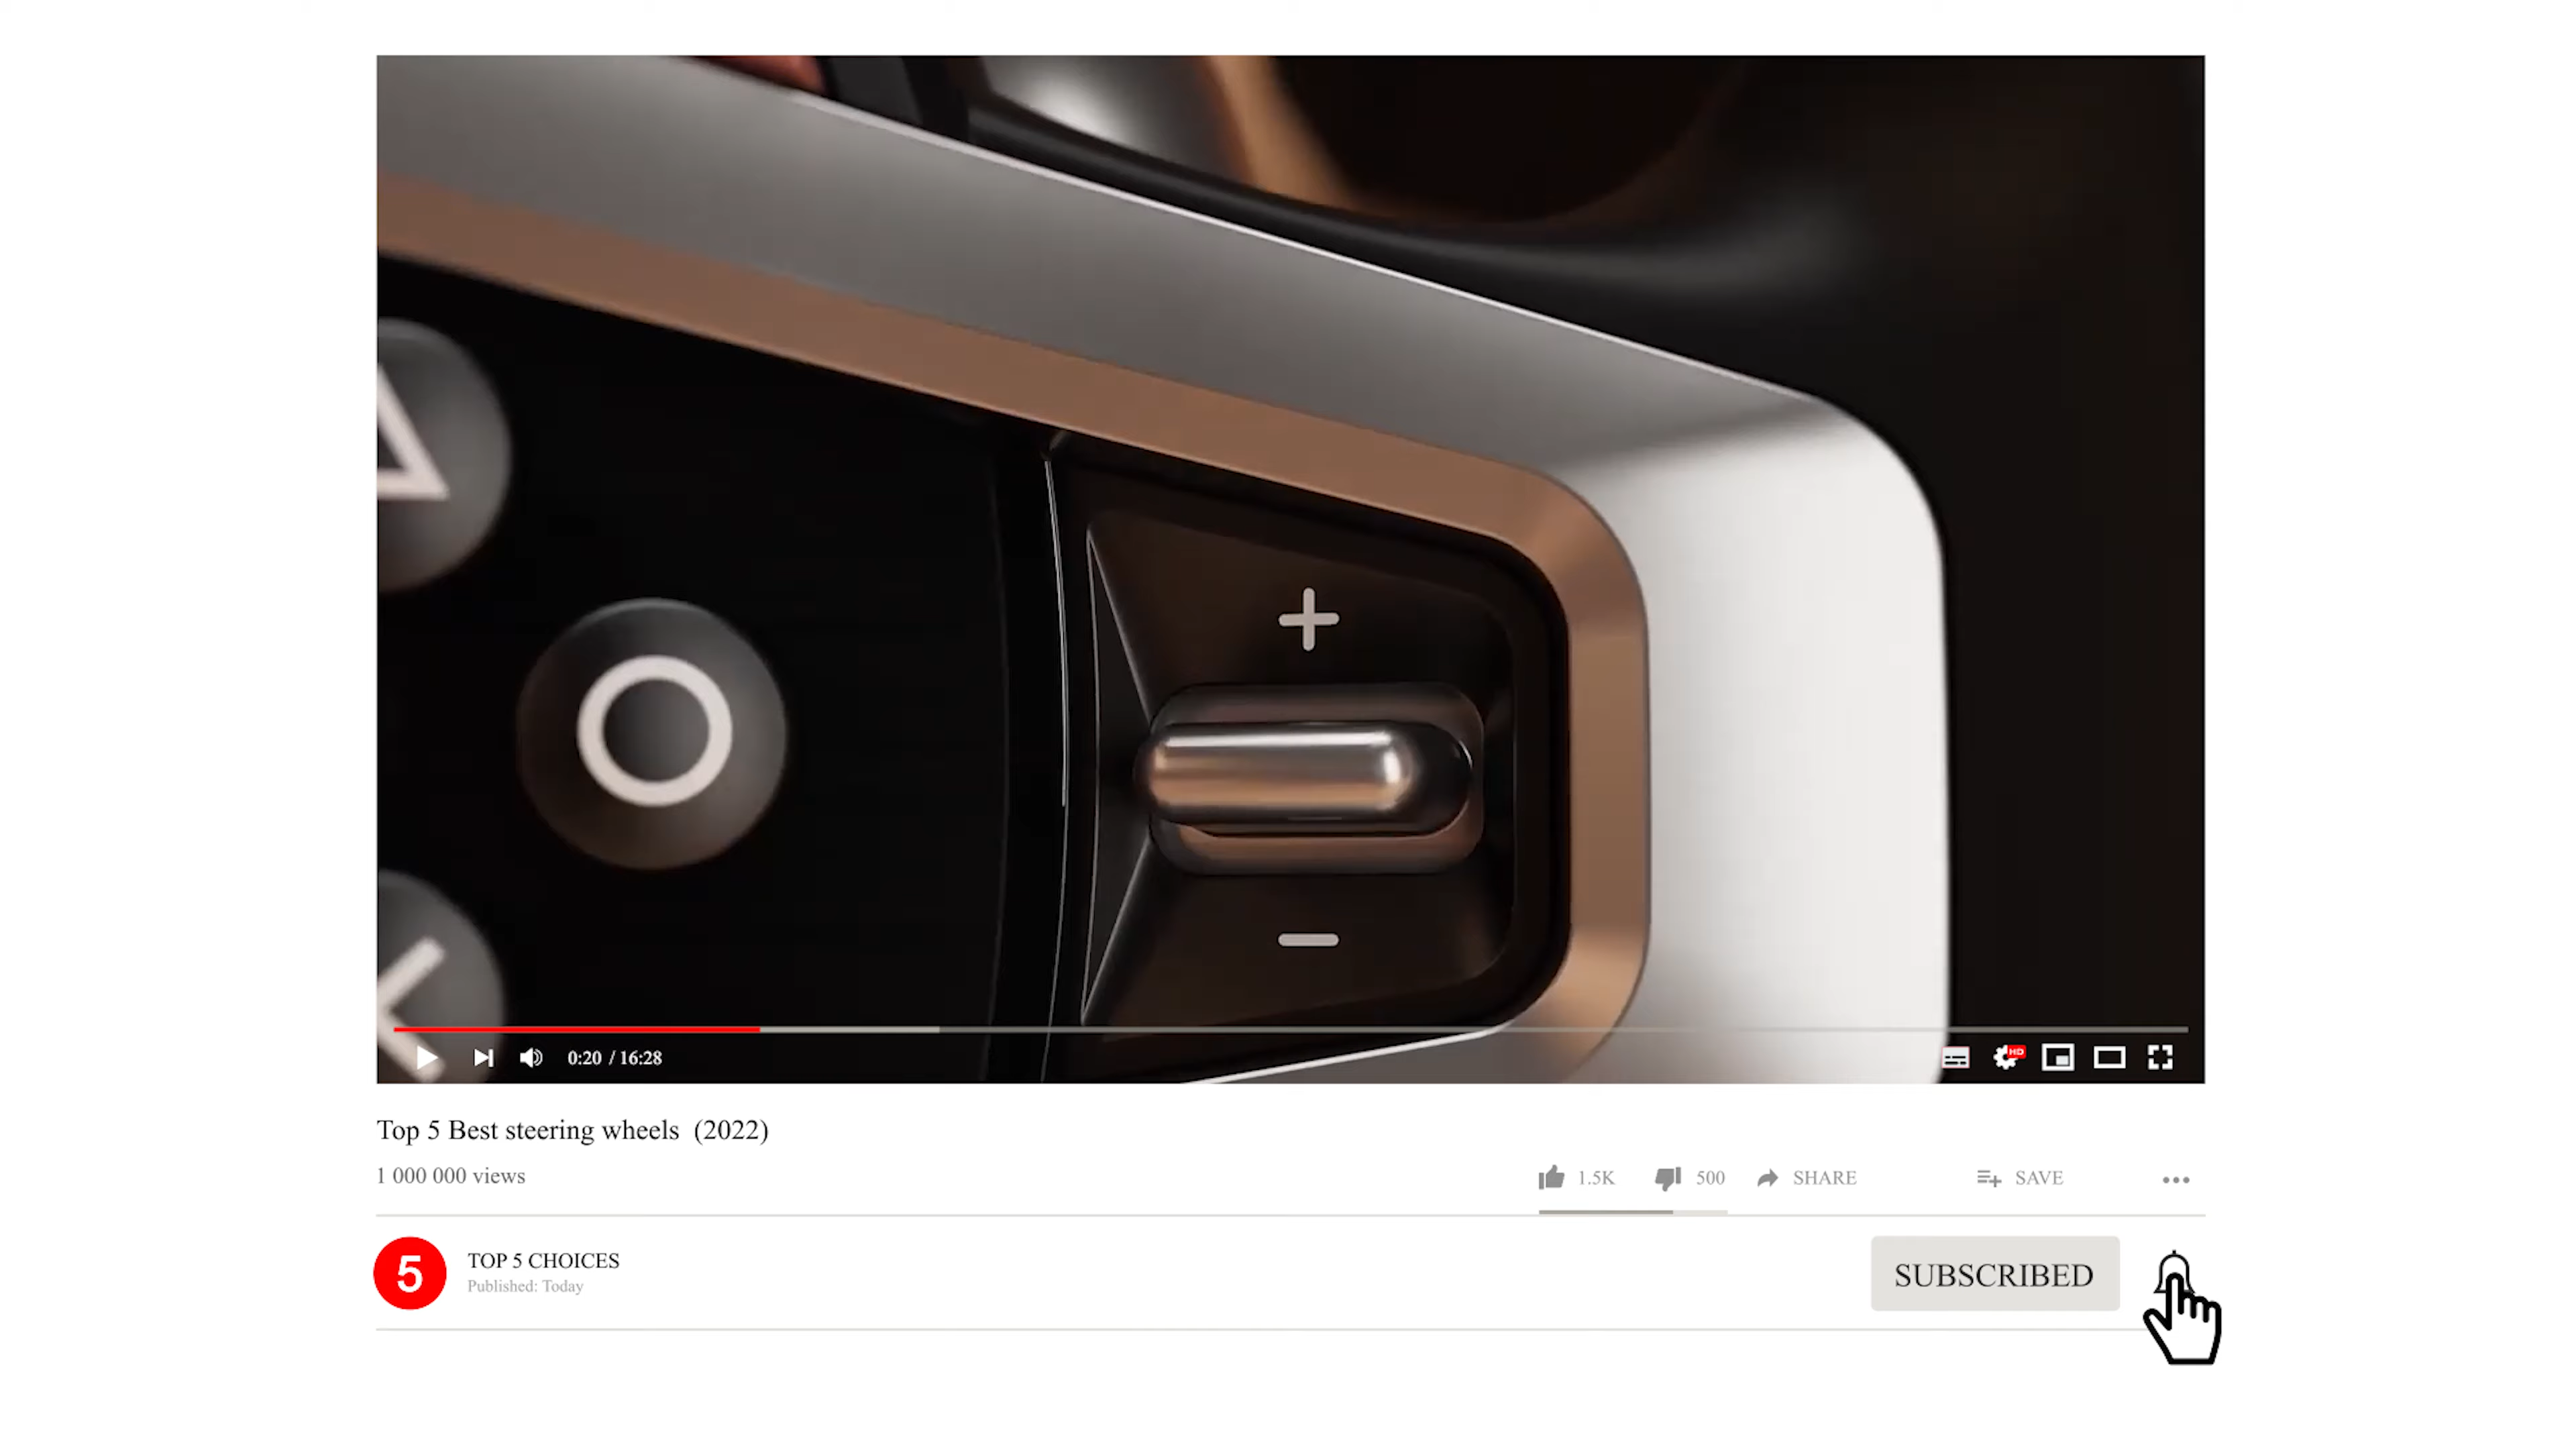 HD
0:20 / 16:28
Top 5 Best steering wheels (2022)
1 000 000 views
1.5K
500
SHARE
SAVE
5
TOP 5 CHOICES
Published: Today
SUBSCRIBED